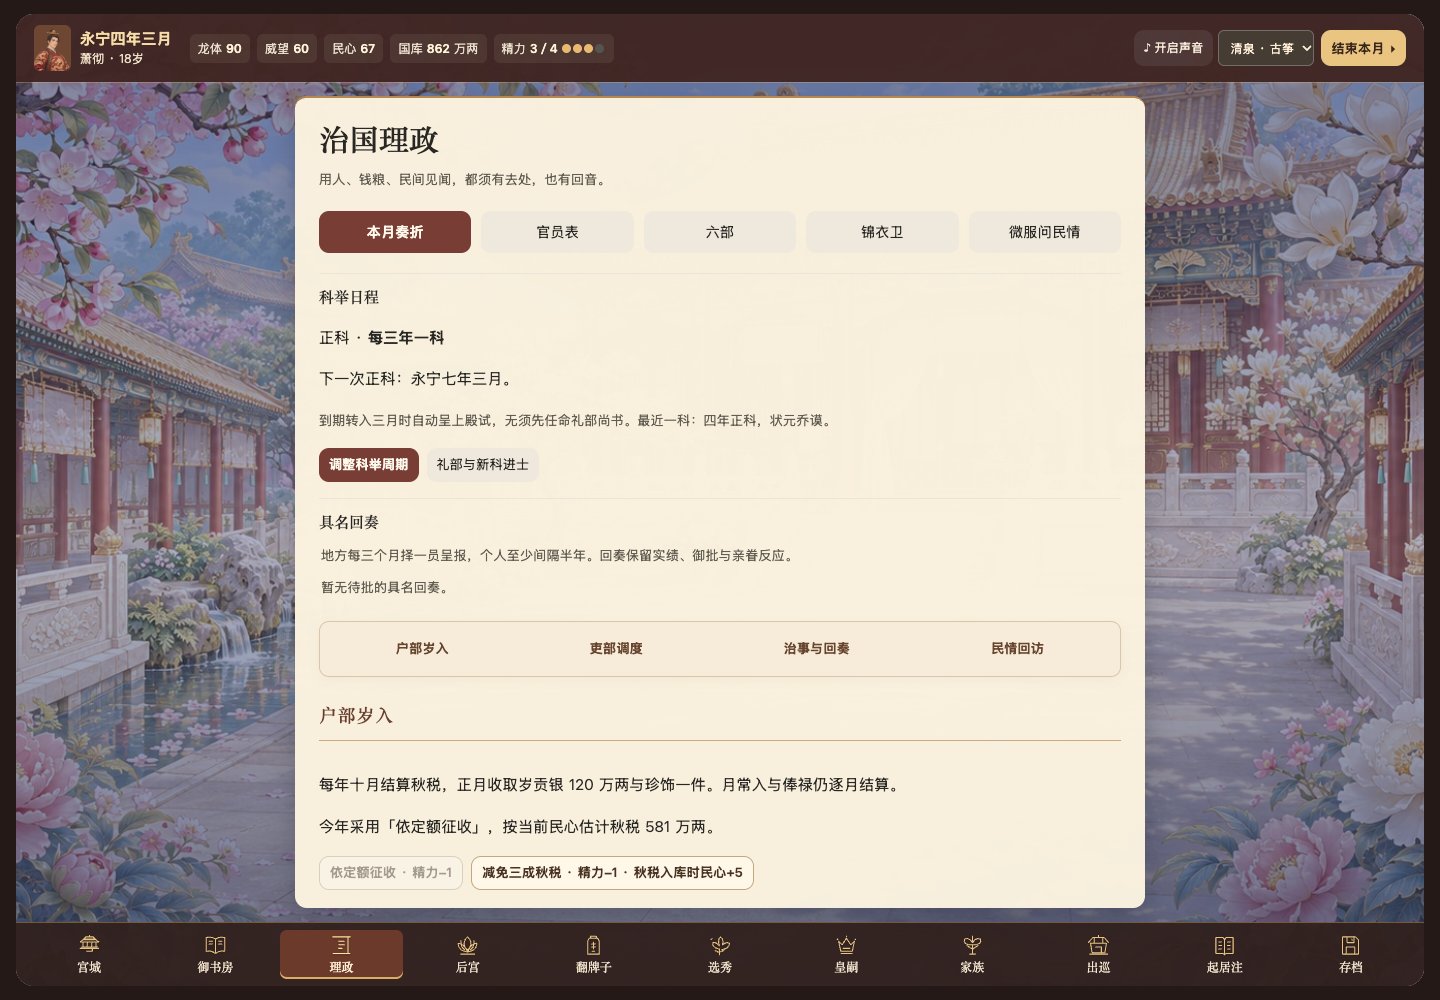 永宁四年三月
萧彻 · 18岁
龙体 90 威望 60 民心 67 国库 862 万两 精力 3 / 4
♪ 开启声音 清泉 · 古筝 结束本月
治国理政
用人、钱粮、民间见闻，都须有去处，也有回音。
本月奏折 官员表 六部 锦衣卫 微服问民情
科举日程
正科 · 每三年一科
下一次正科：永宁七年三月。
到期转入三月时自动呈上殿试，无须先任命礼部尚书。最近一科：四年正科，状元乔谟。
调整科举周期 礼部与新科进士
具名回奏
地方每三个月择一员呈报，个人至少间隔半年。回奏保留实绩、御批与亲眷反应。
暂无待批的具名回奏。
户部岁入 吏部调度 治事与回奏 民情回访
户部岁入
每年十月结算秋税，正月收取岁贡银 120 万两与珍饰一件。月常入与俸禄仍逐月结算。
今年采用「依定额征收」，按当前民心估计秋税 581 万两。
依定额征收 · 精力−1 减免三成秋税 · 精力−1 · 秋税入库时民心+5
宫城 御书房 理政 后宫 翻牌子 选秀 皇嗣 家族 出巡 起居注 存档